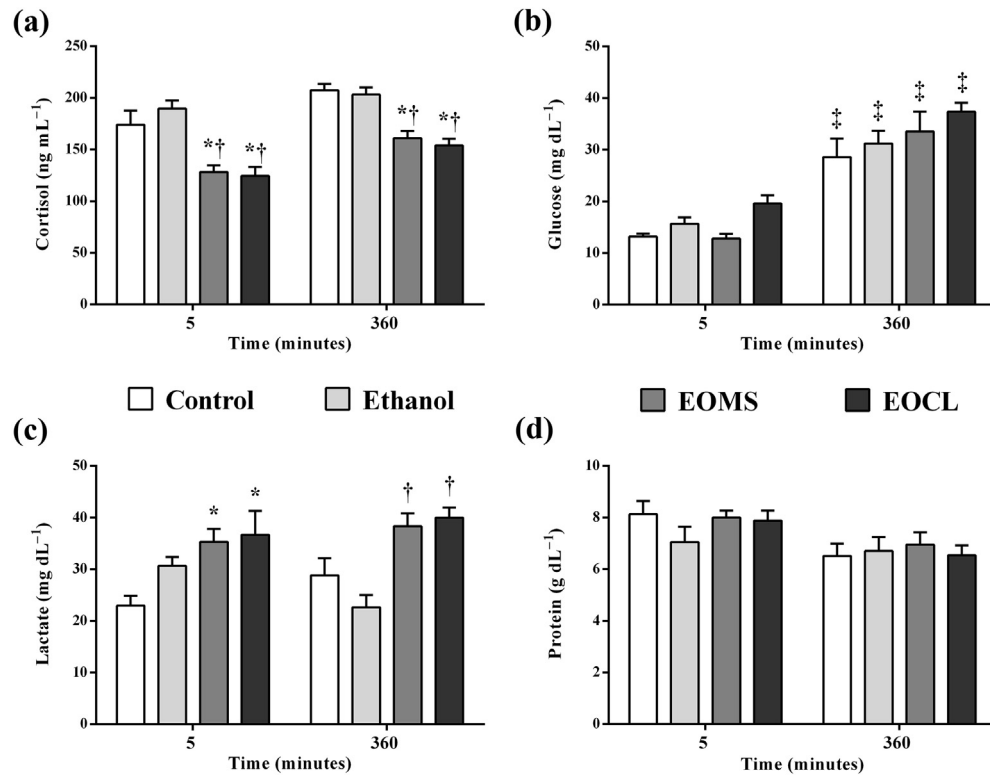 (a)
250
200
150
100
50
0
Cortisol (ng mL⁻¹)
*† *† *† *†
5 360
Time (minutes)
(b)
50
40
30
20
10
0
Glucose (mg dL⁻¹)
‡ ‡ ‡ ‡
5 360
Time (minutes)
Control Ethanol EOMS EOCL
(c)
50
40
30
20
10
0
Lactate (mg dL⁻¹)
* * † †
5 360
Time (minutes)
(d)
10
8
6
4
2
0
Protein (g dL⁻¹)
5 360
Time (minutes)